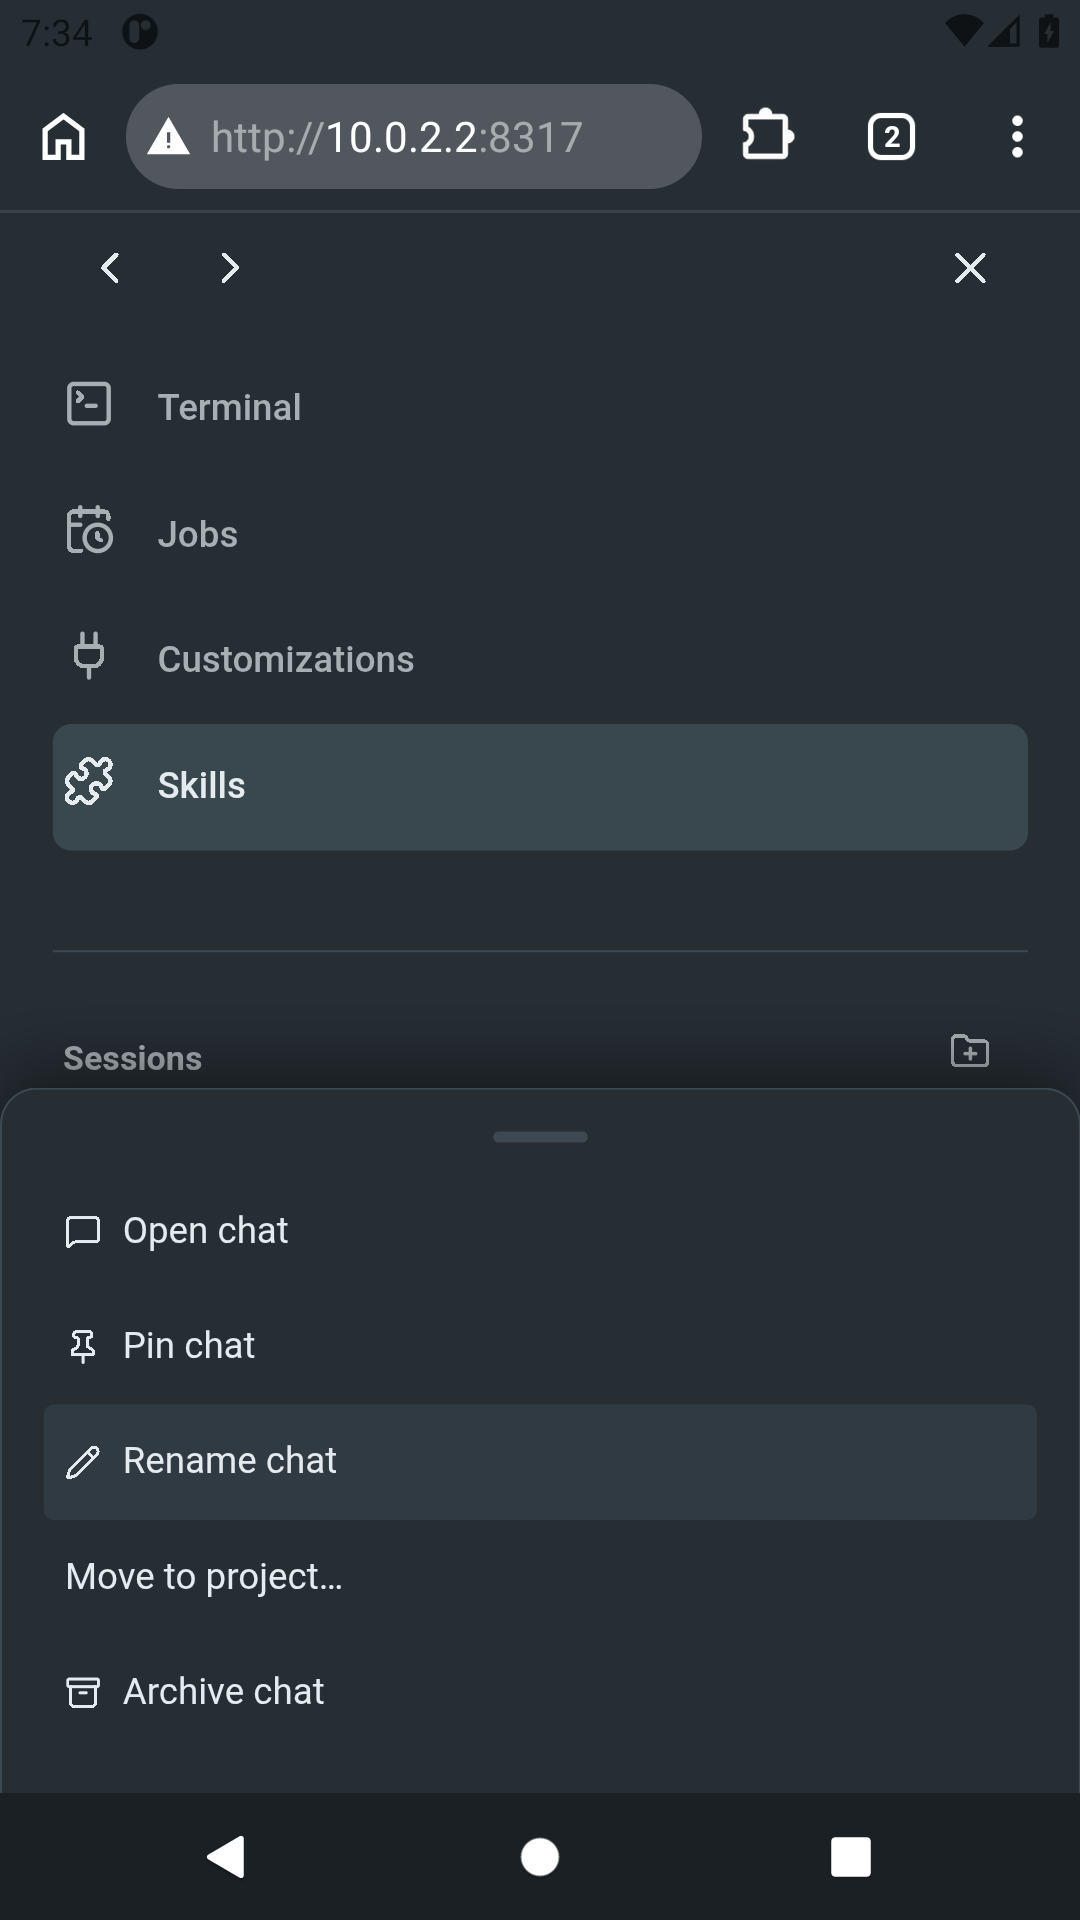 7:34
http://10.0.2.2:8317
2
Terminal
Jobs
Customizations
Skills
Sessions
Open chat
Pin chat
Rename chat
Move to project…
Archive chat